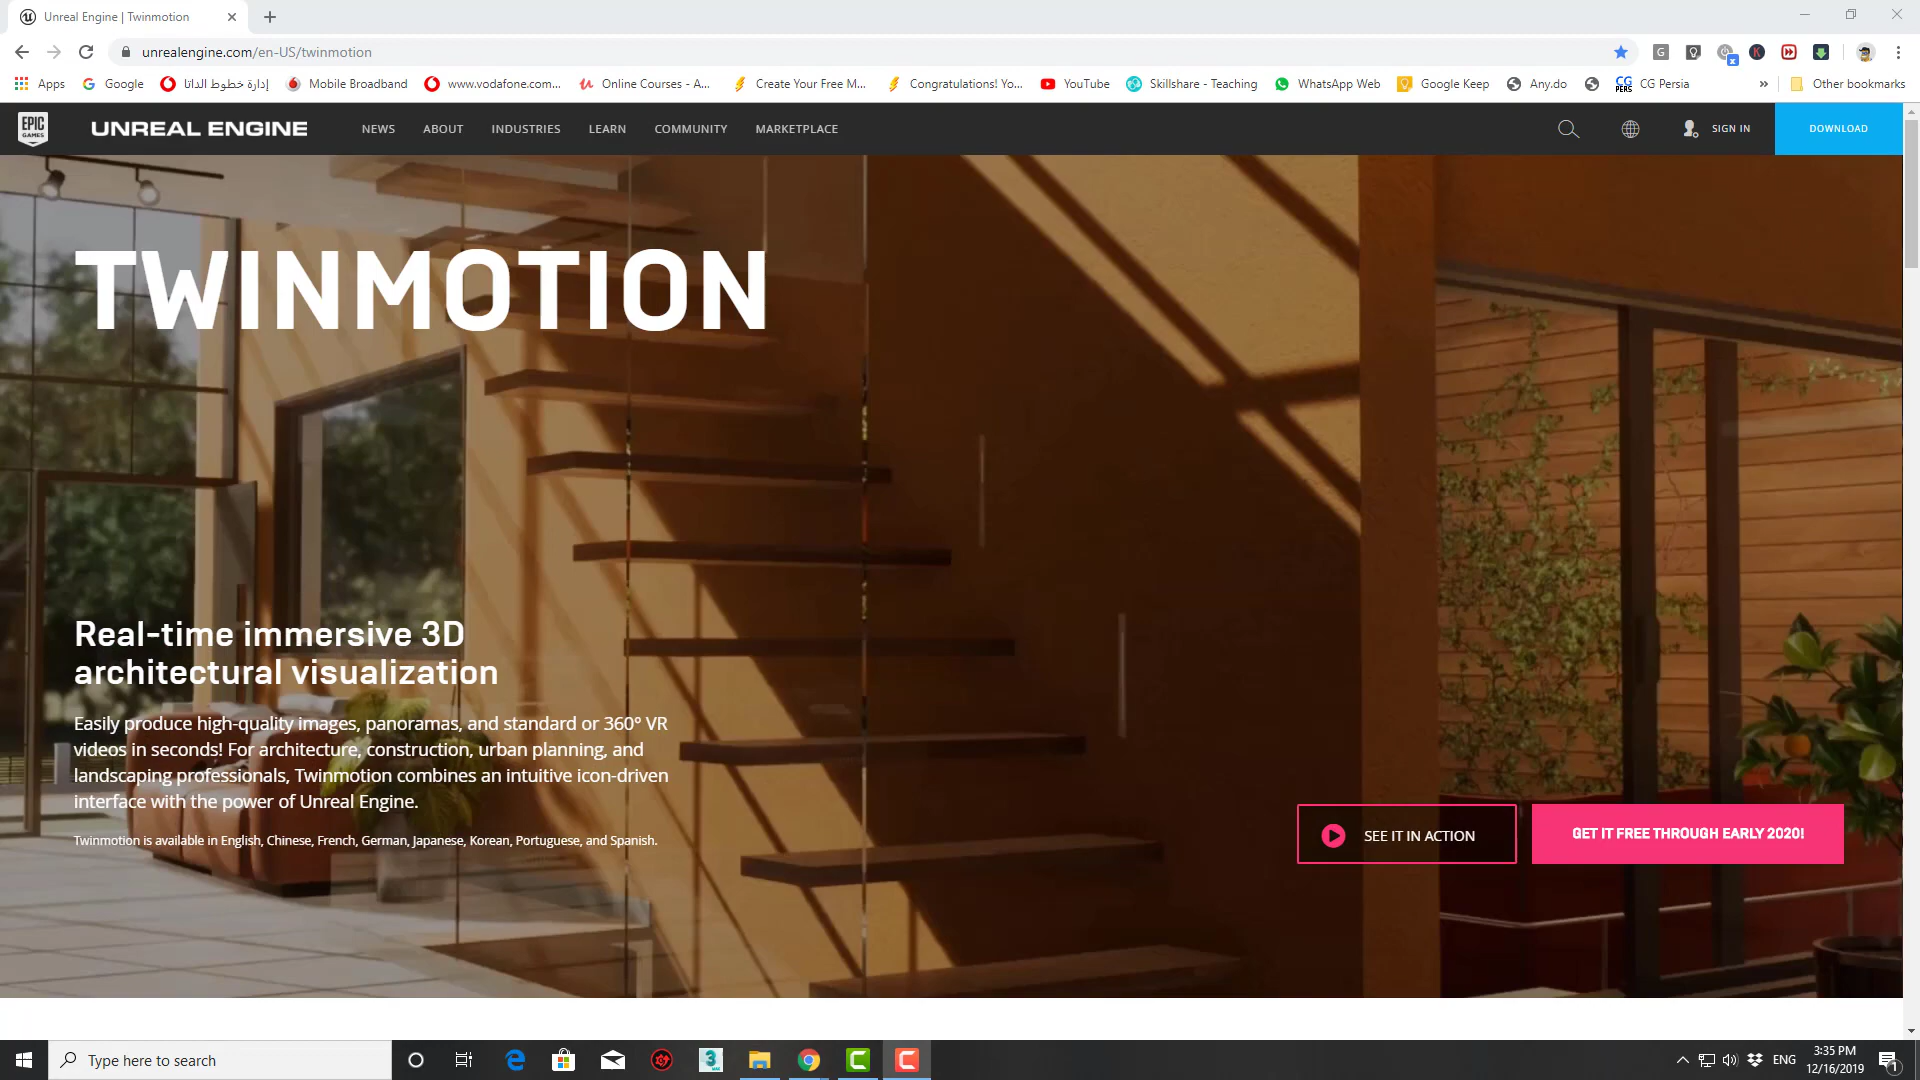 Unreal Engine | Twinmotion
unrealengine.com/en-US/twinmotion
Apps Google إدارة خطوط الداتا Mobile Broadband www.vodafone.com... Online Courses - A... Create Your Free M... Congratulations! Yo... YouTube Skillshare - Teaching WhatsApp Web Google Keep Any.do CG PERS CG Persia » Other bookmarks
EPIC GAMES UNREAL ENGINE NEWS ABOUT INDUSTRIES LEARN COMMUNITY MARKETPLACE SIGN IN DOWNLOAD
TWINMOTION
Real-time immersive 3D
architectural visualization
Easily produce high-quality images, panoramas, and standard or 360° VR
videos in seconds! For architecture, construction, urban planning, and
landscaping professionals, Twinmotion combines an intuitive icon-driven
interface with the power of Unreal Engine.
Twinmotion is available in English, Chinese, French, German, Japanese, Korean, Portuguese, and Spanish.
SEE IT IN ACTION
GET IT FREE THROUGH EARLY 2020!
Type here to search
ENG
3:35 PM
12/16/2019
1